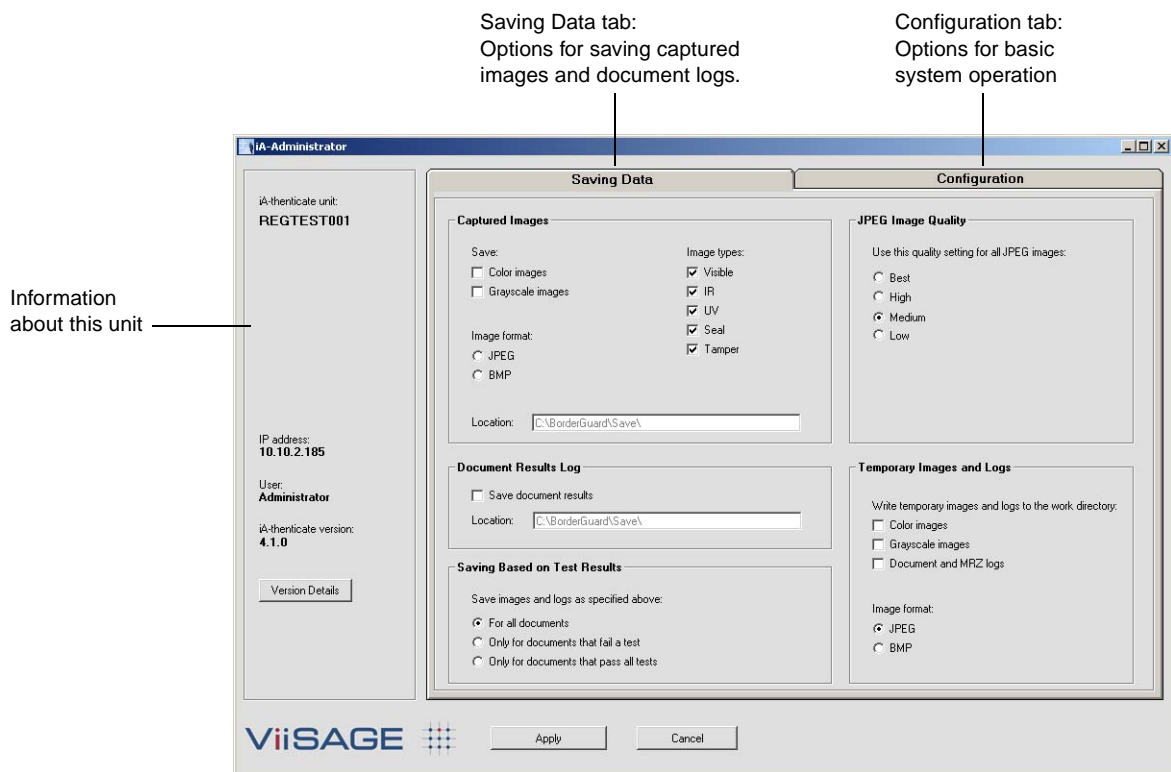 Saving Data tab:
Options for saving captured
images and document logs.
Configuration tab:
Options for basic
system operation
Information
about this unit
iA-Administrator
iA-thenticate unit:
REGTEST001
IP address:
10.10.2.185
User:
Administrator
iA-thenticate version:
4.1.0
Version Details
Saving Data
Configuration
Captured Images
Save:
Color images
Grayscale images
Image format:
JPEG
BMP
Image types:
Visible
IR
UV
Seal
Tamper
Location: C:\BorderGuard\Save\
JPEG Image Quality
Use this quality setting for all JPEG images:
Best
High
Medium
Low
Document Results Log
Save document results
Location: C:\BorderGuard\Save\
Saving Based on Test Results
Save images and logs as specified above:
For all documents
Only for documents that fail a test
Only for documents that pass all tests
Temporary Images and Logs
Write temporary images and logs to the work directory:
Color images
Grayscale images
Document and MRZ logs
Image format:
JPEG
BMP
ViiSAGE
Apply
Cancel